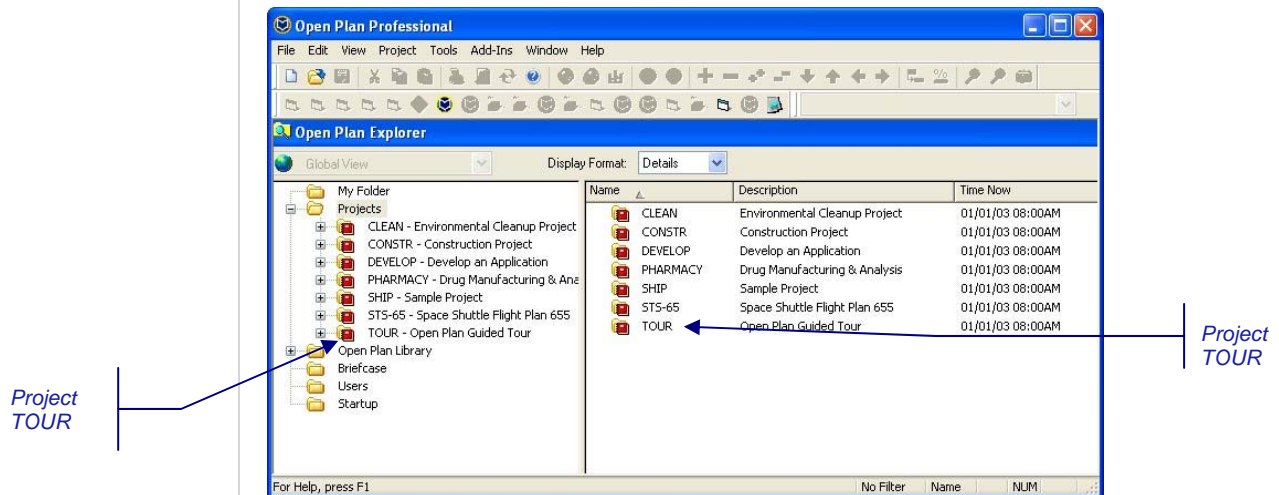 Open Plan Professional
File Edit View Project Tools Add-Ins Window Help
Open Plan Explorer
Global View Display Format: Details
My Folder
Projects
CLEAN - Environmental Cleanup Project
CONSTR - Construction Project
DEVELOP - Develop an Application
PHARMACY - Drug Manufacturing & Ana
SHIP - Sample Project
STS-65 - Space Shuttle Flight Plan 655
TOUR - Open Plan Guided Tour
Open Plan Library
Briefcase
Users
Startup
Name Description Time Now
CLEAN Environmental Cleanup Project 01/01/03 08:00AM
CONSTR Construction Project 01/01/03 08:00AM
DEVELOP Develop an Application 01/01/03 08:00AM
PHARMACY Drug Manufacturing & Analysis 01/01/03 08:00AM
SHIP Sample Project 01/01/03 08:00AM
STS-65 Space Shuttle Flight Plan 655 01/01/03 08:00AM
TOUR Open Plan Guided Tour 01/01/03 08:00AM
Project
TOUR
Project
TOUR
For Help, press F1 No Filter Name NUM